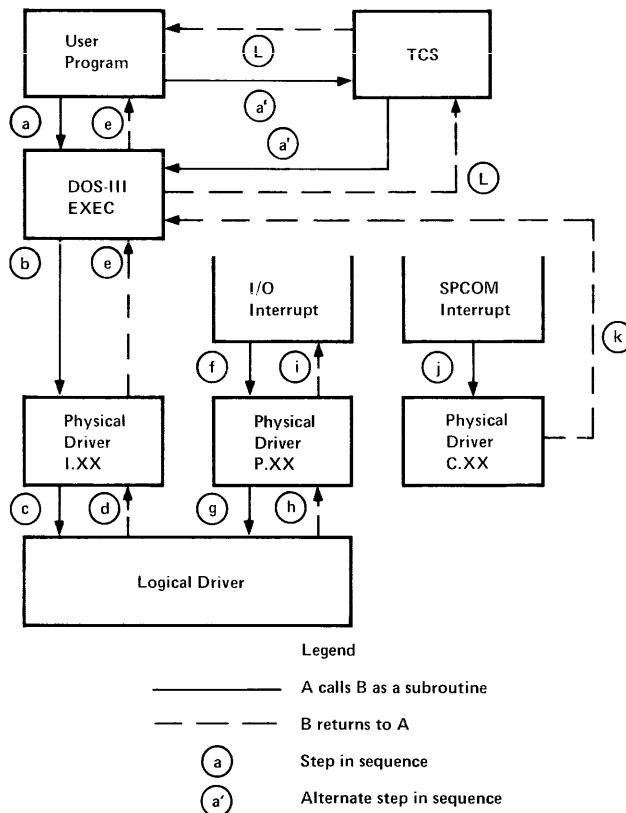 User
Program
TCS
L
a'
a
e
a'
DOS-III
EXEC
L
b
e
I/O
Interrupt
SPCOM
Interrupt
k
f
i
j
Physical
Driver
I.XX
Physical
Driver
P.XX
Physical
Driver
C.XX
c
d
g
h
Logical Driver
Legend
A calls B as a subroutine
B returns to A
a
Step in sequence
a'
Alternate step in sequence